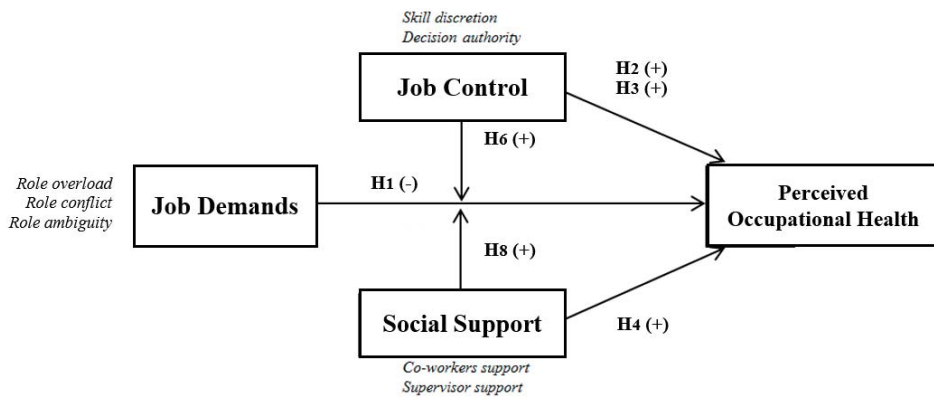 Skill discretion
Decision authority
Job Control
H2 (+)
H3 (+)
H6 (+)
Role overload
Role conflict
Role ambiguity
Job Demands
H1 (-)
Perceived
Occupational Health
H8 (+)
Social Support
H4 (+)
Co-workers support
Supervisor support